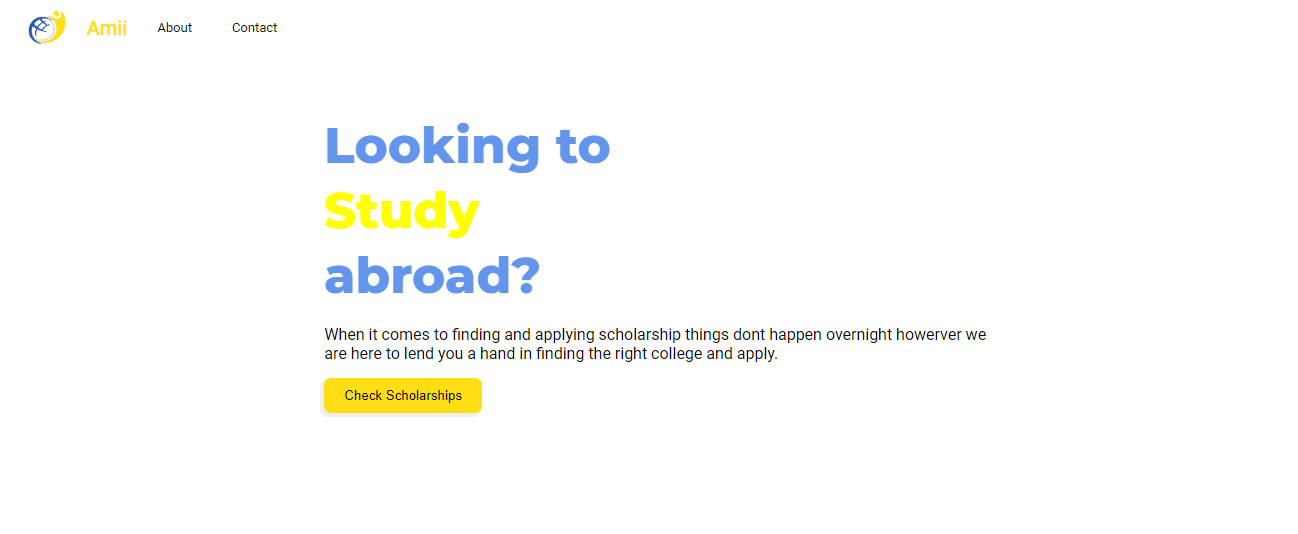 Amii About Contact
Looking to
Study
abroad?
When it comes to finding and applying scholarship things dont happen overnight howerver we
are here to lend you a hand in finding the right college and apply.
Check Scholarships